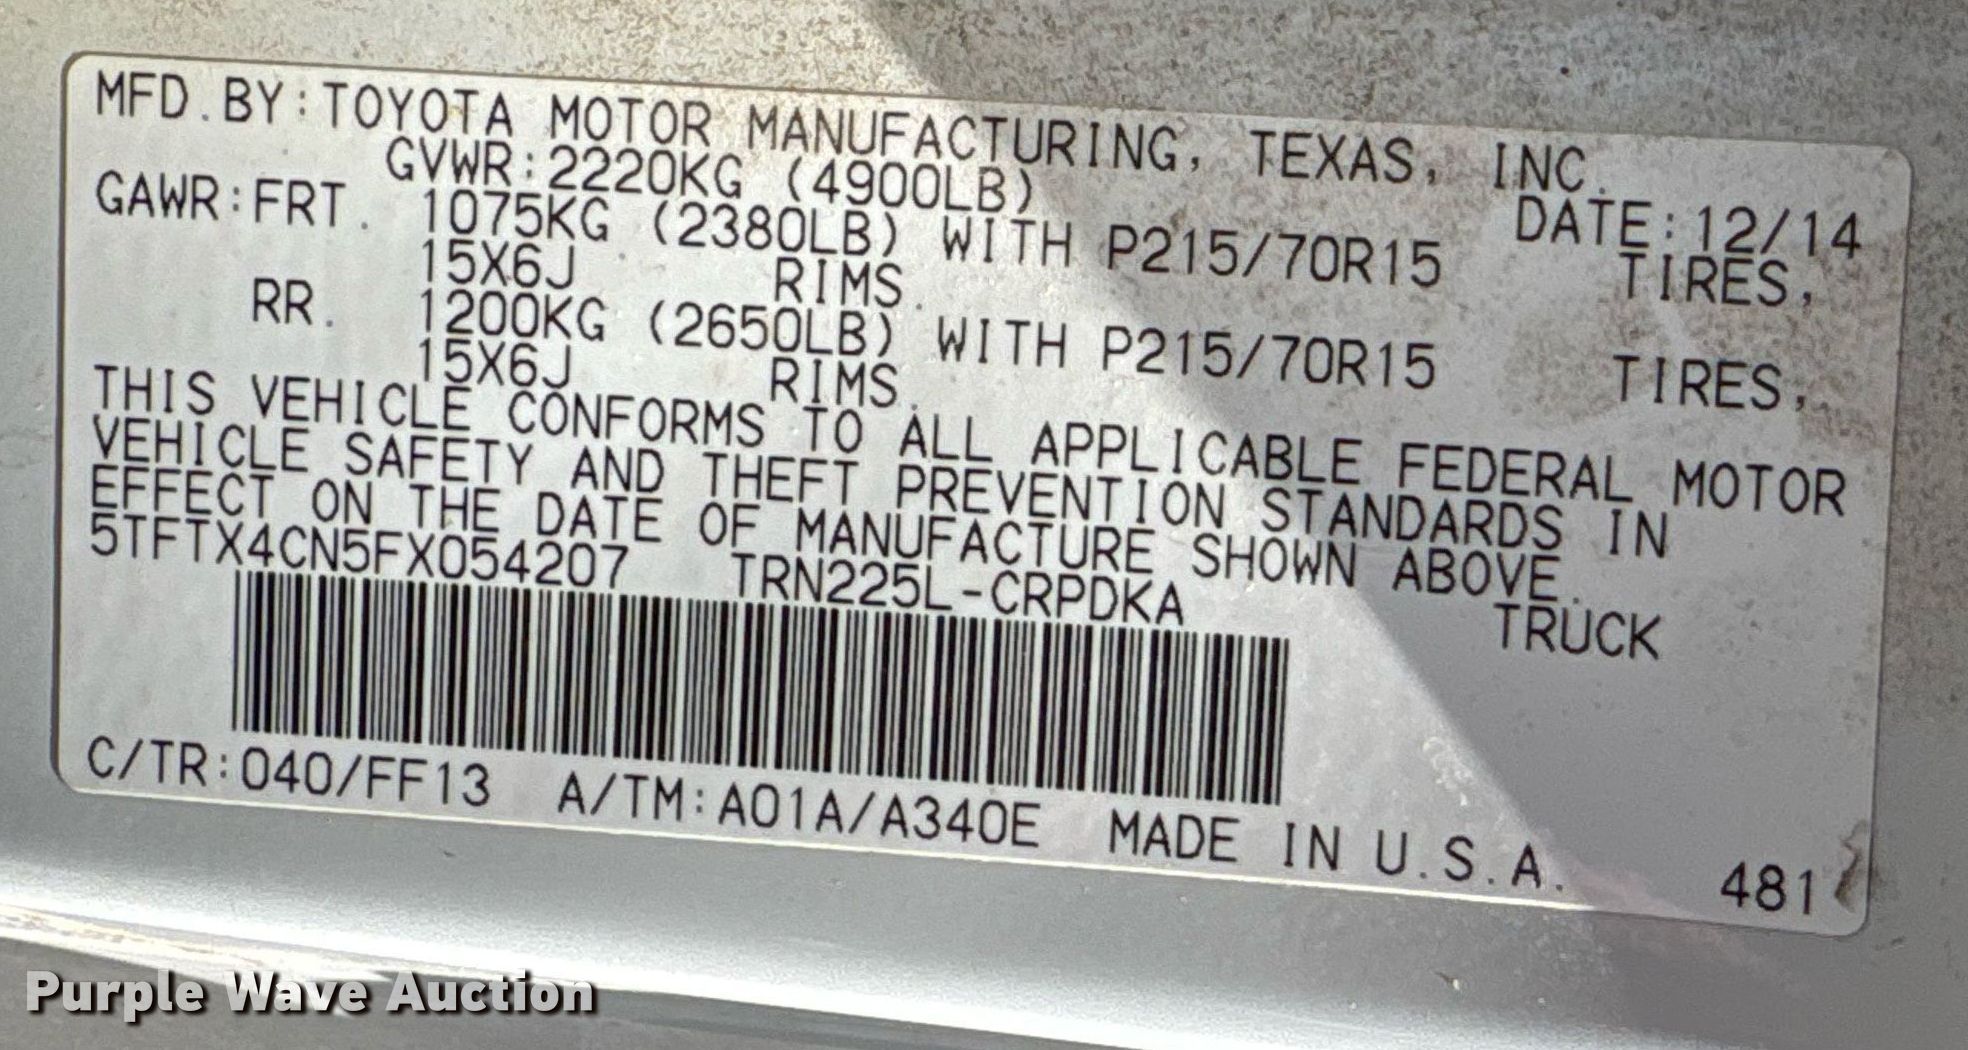 MFD.BY:TOYOTA MOTOR MANUFACTURING, TEXAS, INC.
GVWR:2220KG (4900LB) DATE:12/14
GAWR:FRT. 1075KG (2380LB) WITH P215/70R15 TIRES,
15X6J RIMS.
RR. 1200KG (2650LB) WITH P215/70R15 TIRES,
15X6J RIMS.
THIS VEHICLE CONFORMS TO ALL APPLICABLE FEDERAL MOTOR
VEHICLE SAFETY AND THEFT PREVENTION STANDARDS IN
EFFECT ON THE DATE OF MANUFACTURE SHOWN ABOVE.
5TFTX4CN5FX054207 TRN225L-CRPDKA TRUCK
C/TR:040/FF13 A/TM:A01A/A340E MADE IN U.S.A. 481
Purple Wave Auction